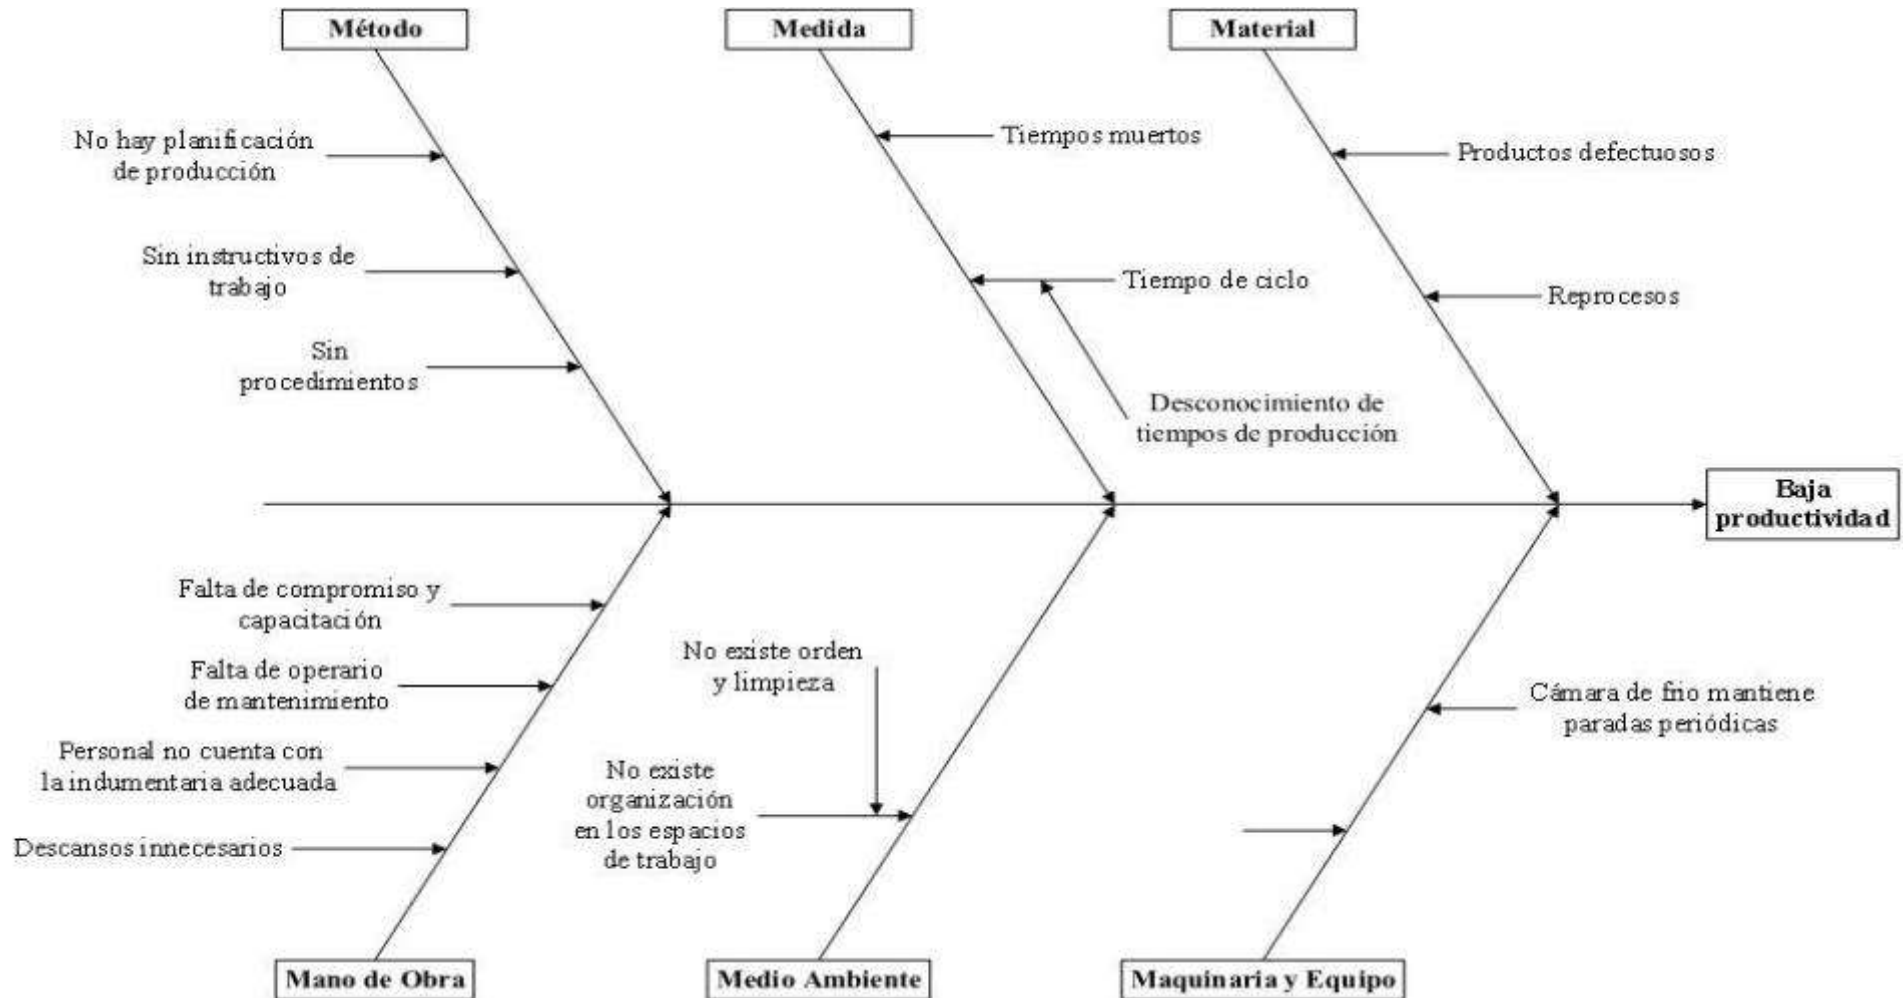 Método
Medida
Material
No hay planificación
de producción
Sin instructivos de
trabajo
Sin
procedimientos
Tiempos muertos
Tiempo de ciclo
Desconocimiento de
tiempos de producción
Productos defectuosos
Reprocesos
Baja
productividad
Falta de compromiso y
capacitación
Falta de operario
de mantenimiento
Personal no cuenta con
la indumentaria adecuada
Descansos innecesarios
No existe orden
y limpieza
No existe
organización
en los espacios
de trabajo
Cámara de frio mantiene
paradas periódicas
Mano de Obra
Medio Ambiente
Maquinaria y Equipo